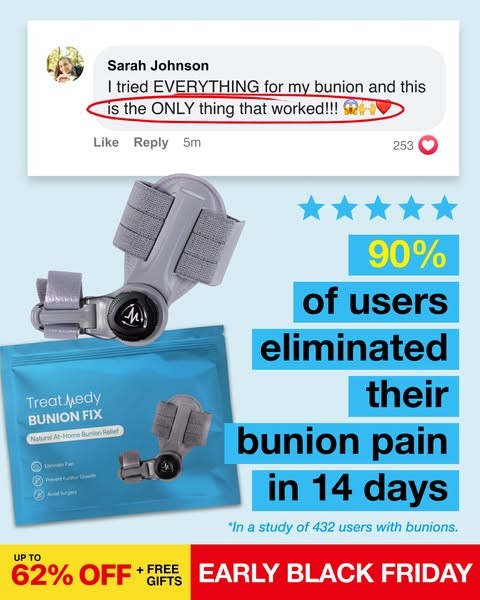 Sarah Johnson
I tried EVERYTHING for my bunion and this
is the ONLY thing that worked!!! 😱🙌❤️
Like Reply 5m
253
90%
of users
eliminated
their
bunion pain
in 14 days
*In a study of 432 users with bunions.
TreatMedy
BUNION FIX
Natural At-Home Bunion Relief
Eliminate Pain
Prevent Further Growth
Avoid Surgery
UP TO
62% OFF + FREE GIFTS
EARLY BLACK FRIDAY